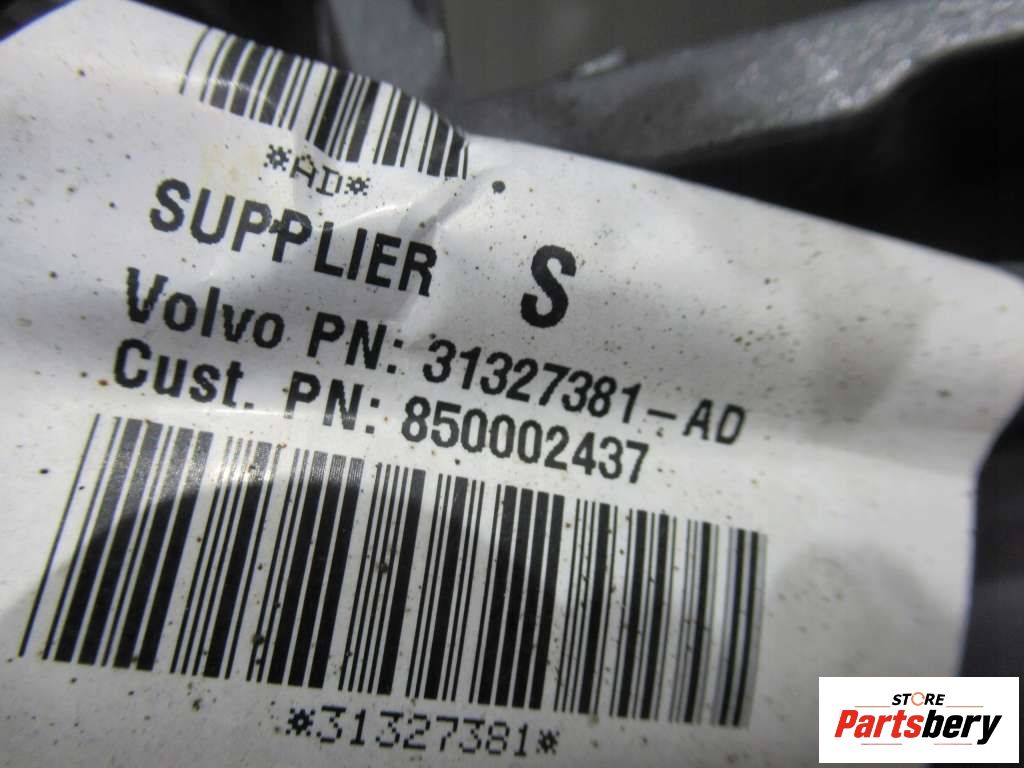 *AD*
SUPPLIER S
Volvo PN: 31327381-AD
Cust. PN: 850002437
*31327381*
STORE
Partsbery